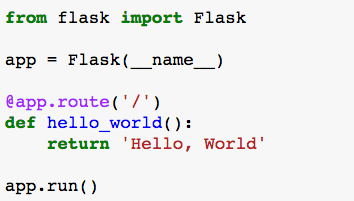 from flask import Flask
app = Flask(__name__)
@app.route('/')
def hello_world():
    return 'Hello, World'
app.run()